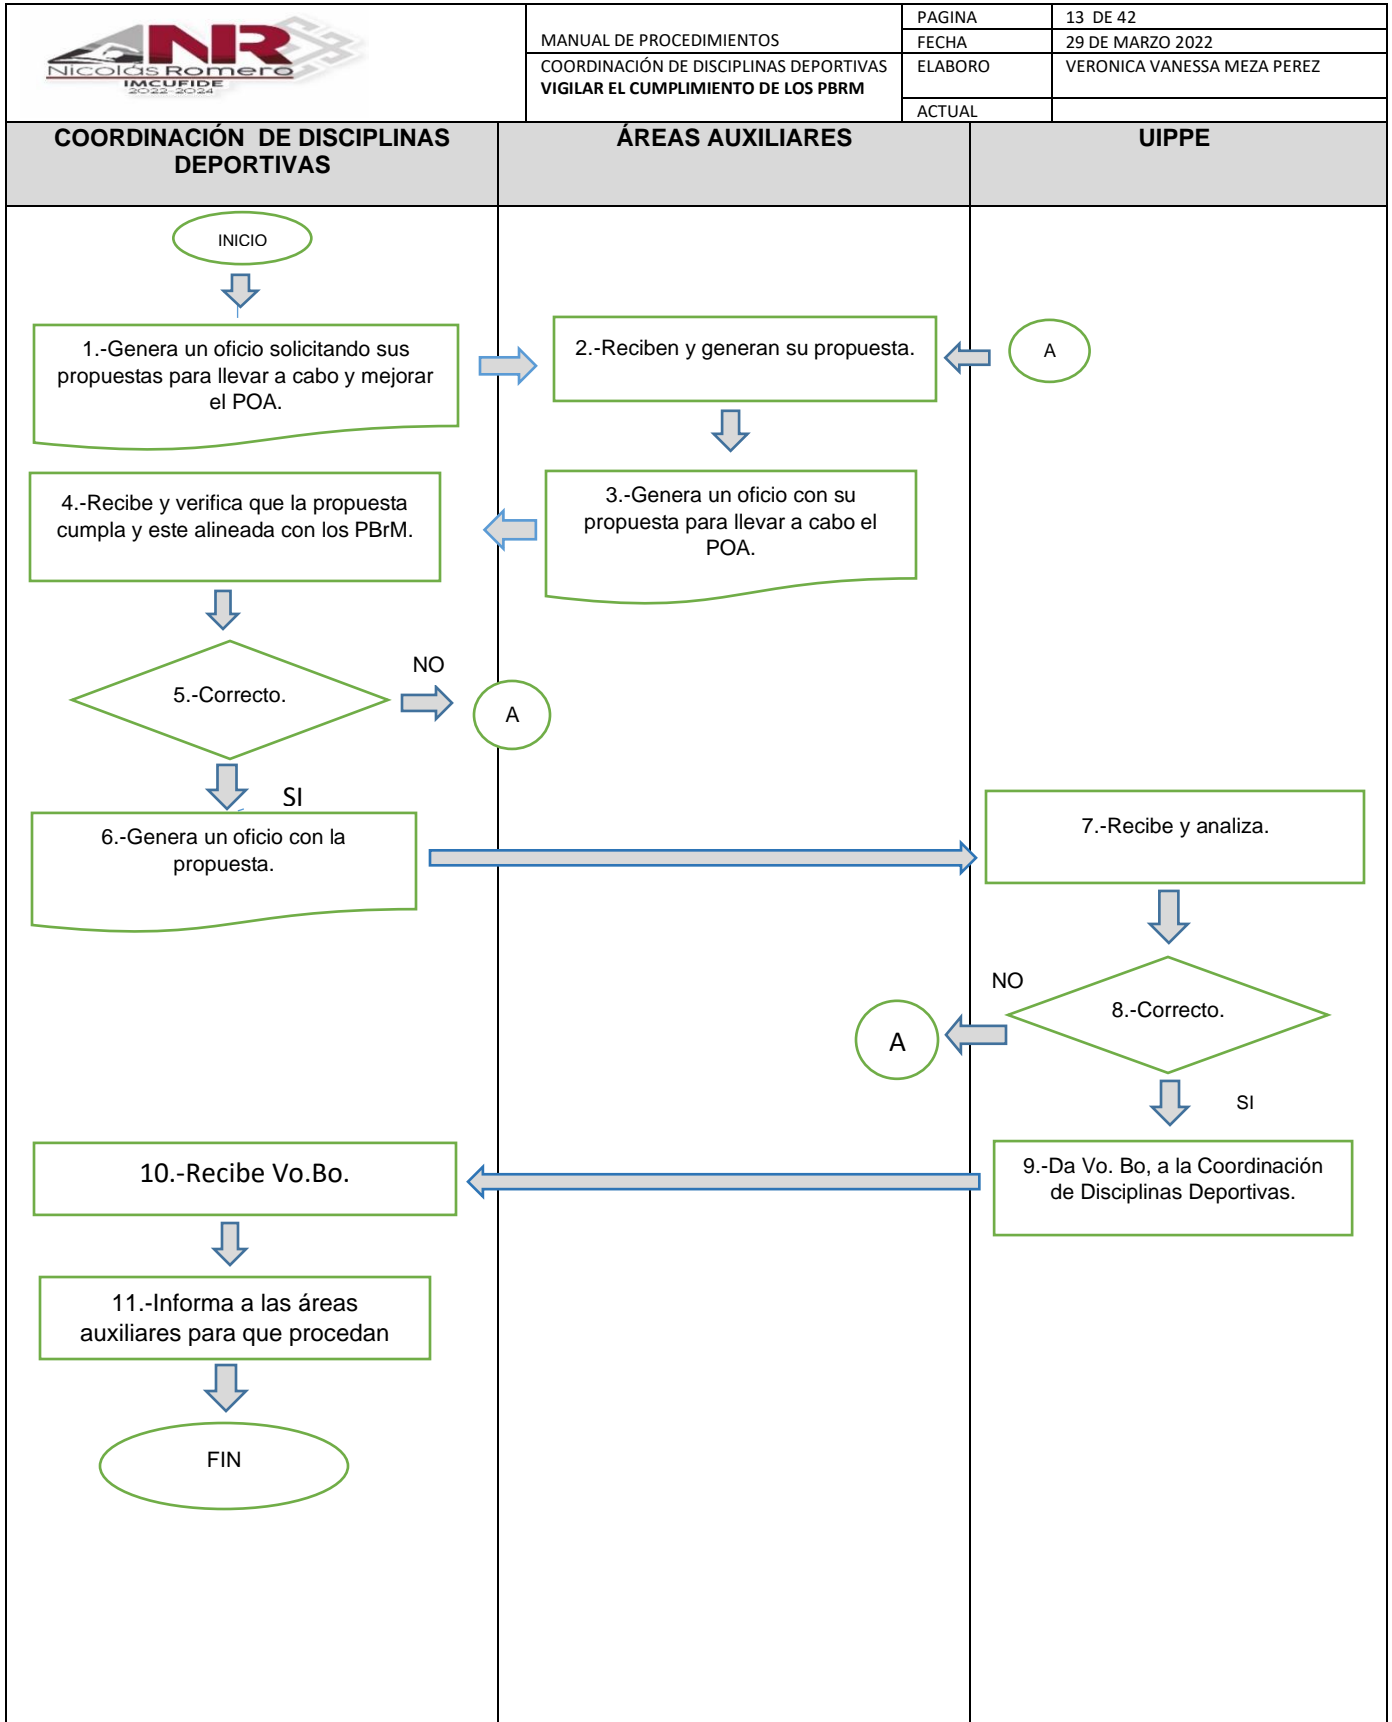 NR
Nicolás Romero
IMCUFIDE
2022-2024
MANUAL DE PROCEDIMIENTOS
COORDINACIÓN DE DISCIPLINAS DEPORTIVAS
VIGILAR EL CUMPLIMIENTO DE LOS PBRM
PAGINA
13 DE 42
FECHA
29 DE MARZO 2022
ELABORO
VERONICA VANESSA MEZA PEREZ
ACTUAL
COORDINACIÓN DE DISCIPLINAS
DEPORTIVAS
ÁREAS AUXILIARES
UIPPE
INICIO
1.-Genera un oficio solicitando sus
propuestas para llevar a cabo y mejorar
el POA.
2.-Reciben y generan su propuesta.
A
3.-Genera un oficio con su
propuesta para llevar a cabo el
POA.
4.-Recibe y verifica que la propuesta
cumpla y este alineada con los PBrM.
5.-Correcto.
NO
A
SI
6.-Genera un oficio con la
propuesta.
7.-Recibe y analiza.
8.-Correcto.
NO
A
SI
9.-Da Vo. Bo, a la Coordinación
de Disciplinas Deportivas.
10.-Recibe Vo.Bo.
11.-Informa a las áreas
auxiliares para que procedan
FIN